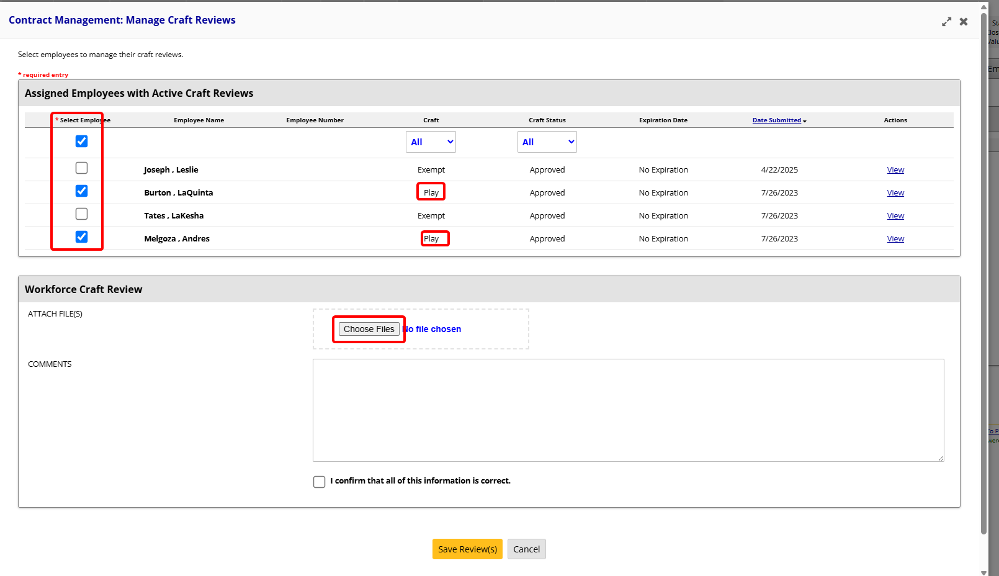 Contract Management: Manage Craft Reviews
Select employees to manage their craft reviews.
* required entry
Assigned Employees with Active Craft Reviews
* Select Employee Employee Name Employee Number Craft Craft Status Expiration Date Date Submitted Actions
All All
Joseph , Leslie Exempt Approved No Expiration 4/22/2025 View
Burton , LaQuinta Play Approved No Expiration 7/26/2023 View
Tates , LaKesha Exempt Approved No Expiration 7/26/2023 View
Melgoza , Andres Play Approved No Expiration 7/26/2023 View
Workforce Craft Review
ATTACH FILE(S)
Choose Files No file chosen
COMMENTS
I confirm that all of this information is correct.
Save Review(s) Cancel